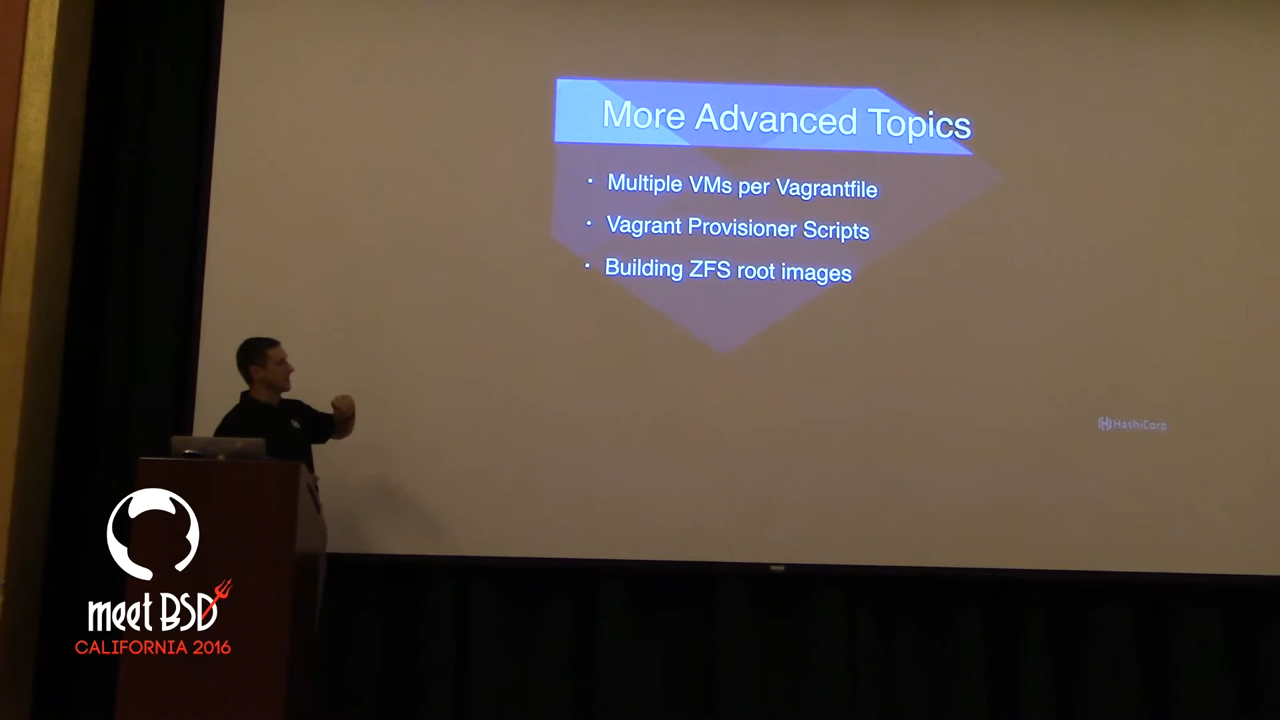 More Advanced Topics
• Multiple VMs per Vagrantfile
• Vagrant Provisioner Scripts
• Building ZFS root images
HashiCorp
meet BSD
CALIFORNIA 2016